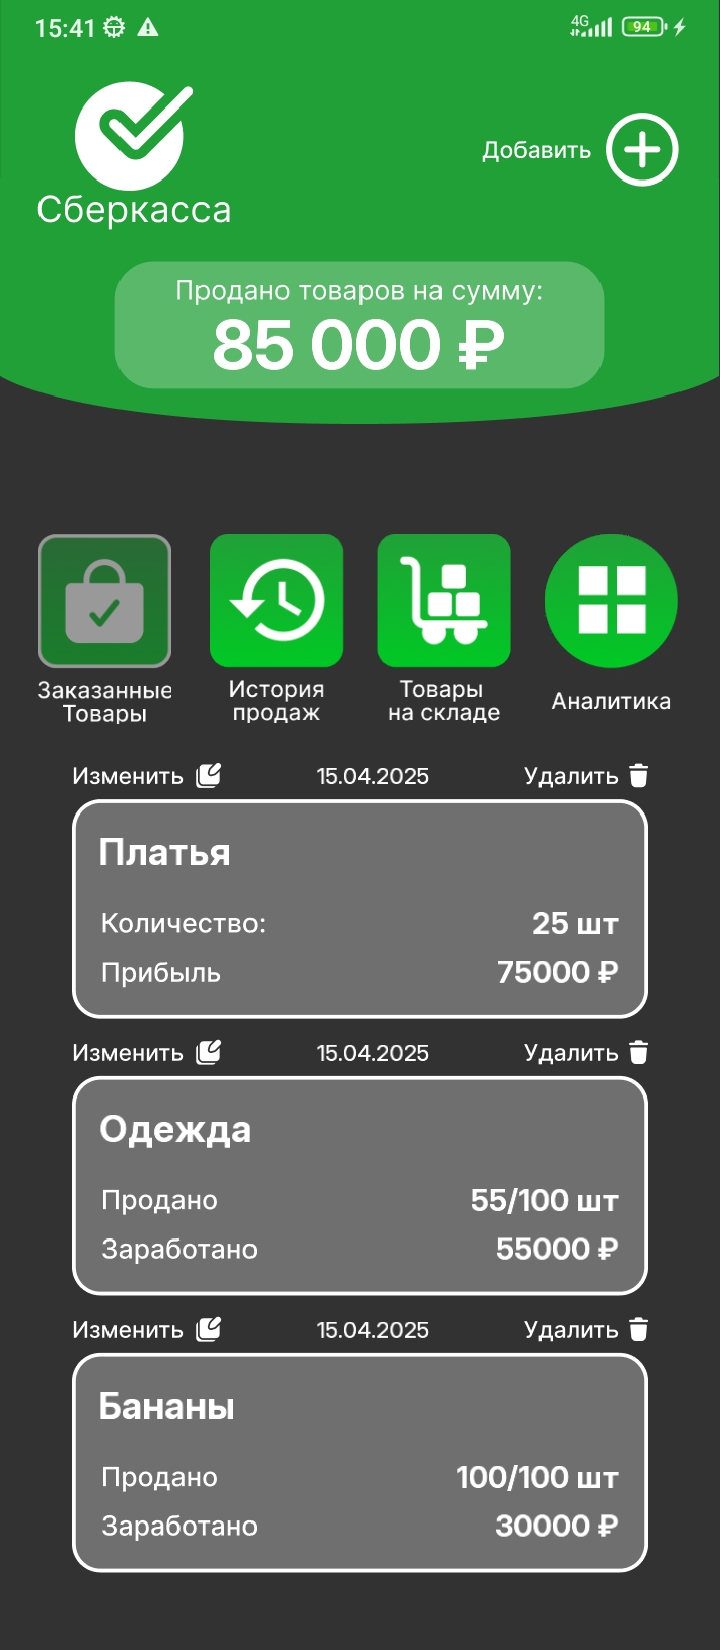 15:41 4G 94
Добавить
Сберкасса
Продано товаров на сумму:
85 000 ₽
Заказанные
Товары
История
продаж
Товары
на складе
Аналитика
Изменить 15.04.2025 Удалить
Платья
Количество: 25 шт
Прибыль 75000 ₽
Изменить 15.04.2025 Удалить
Одежда
Продано 55/100 шт
Заработано 55000 ₽
Изменить 15.04.2025 Удалить
Бананы
Продано 100/100 шт
Заработано 30000 ₽